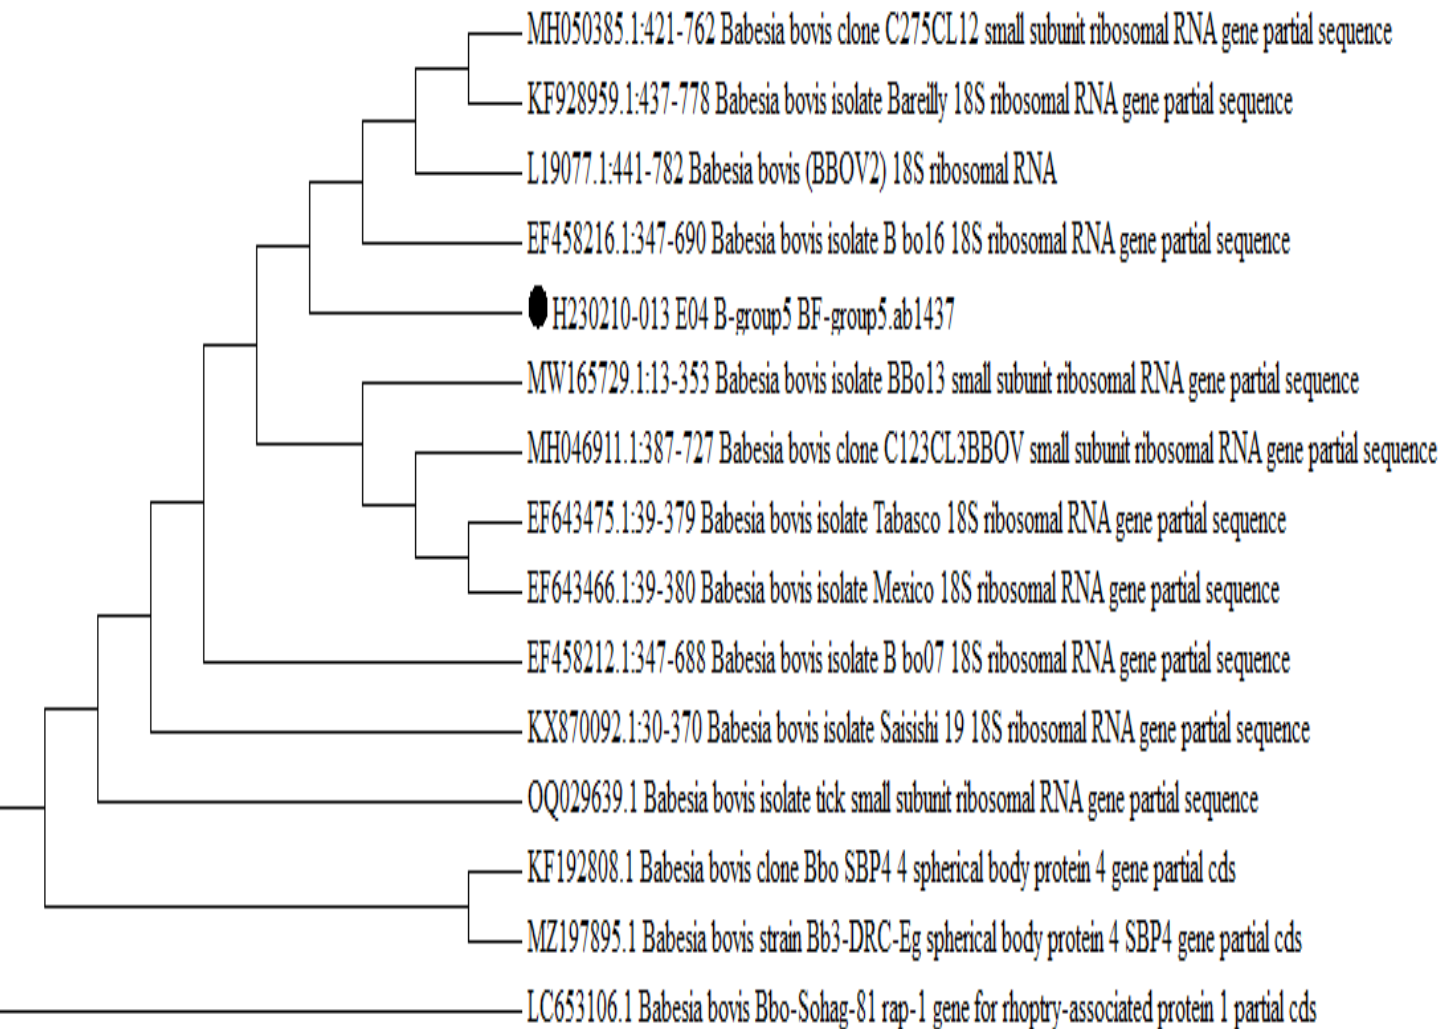 MH050385.1:421-762 Babesia bovis clone C275CL12 small subunit ribosomal RNA gene partial sequence
KF928959.1:437-778 Babesia bovis isolate Bareilly 18S ribosomal RNA gene partial sequence
L19077.1:441-782 Babesia bovis (BBOV2) 18S ribosomal RNA
EF458216.1:347-690 Babesia bovis isolate B bo16 18S ribosomal RNA gene partial sequence
H230210-013 E04 B-group5 BF-group5.ab1437
MW165729.1:13-353 Babesia bovis isolate BBo13 small subunit ribosomal RNA gene partial sequence
MH046911.1:387-727 Babesia bovis clone C123CL3BBOV small subunit ribosomal RNA gene partial sequence
EF643475.1:39-379 Babesia bovis isolate Tabasco 18S ribosomal RNA gene partial sequence
EF643466.1:39-380 Babesia bovis isolate Mexico 18S ribosomal RNA gene partial sequence
EF458212.1:347-688 Babesia bovis isolate B bo07 18S ribosomal RNA gene partial sequence
KX870092.1:30-370 Babesia bovis isolate Saisishi 19 18S ribosomal RNA gene partial sequence
OQ029639.1 Babesia bovis isolate tick small subunit ribosomal RNA gene partial sequence
KF192808.1 Babesia bovis clone Bbo SBP4 4 spherical body protein 4 gene partial cds
MZ197895.1 Babesia bovis strain Bb3-DRC-Eg spherical body protein 4 SBP4 gene partial cds
LC653106.1 Babesia bovis Bbo-Sohag-81 rap-1 gene for rhoptry-associated protein 1 partial cds